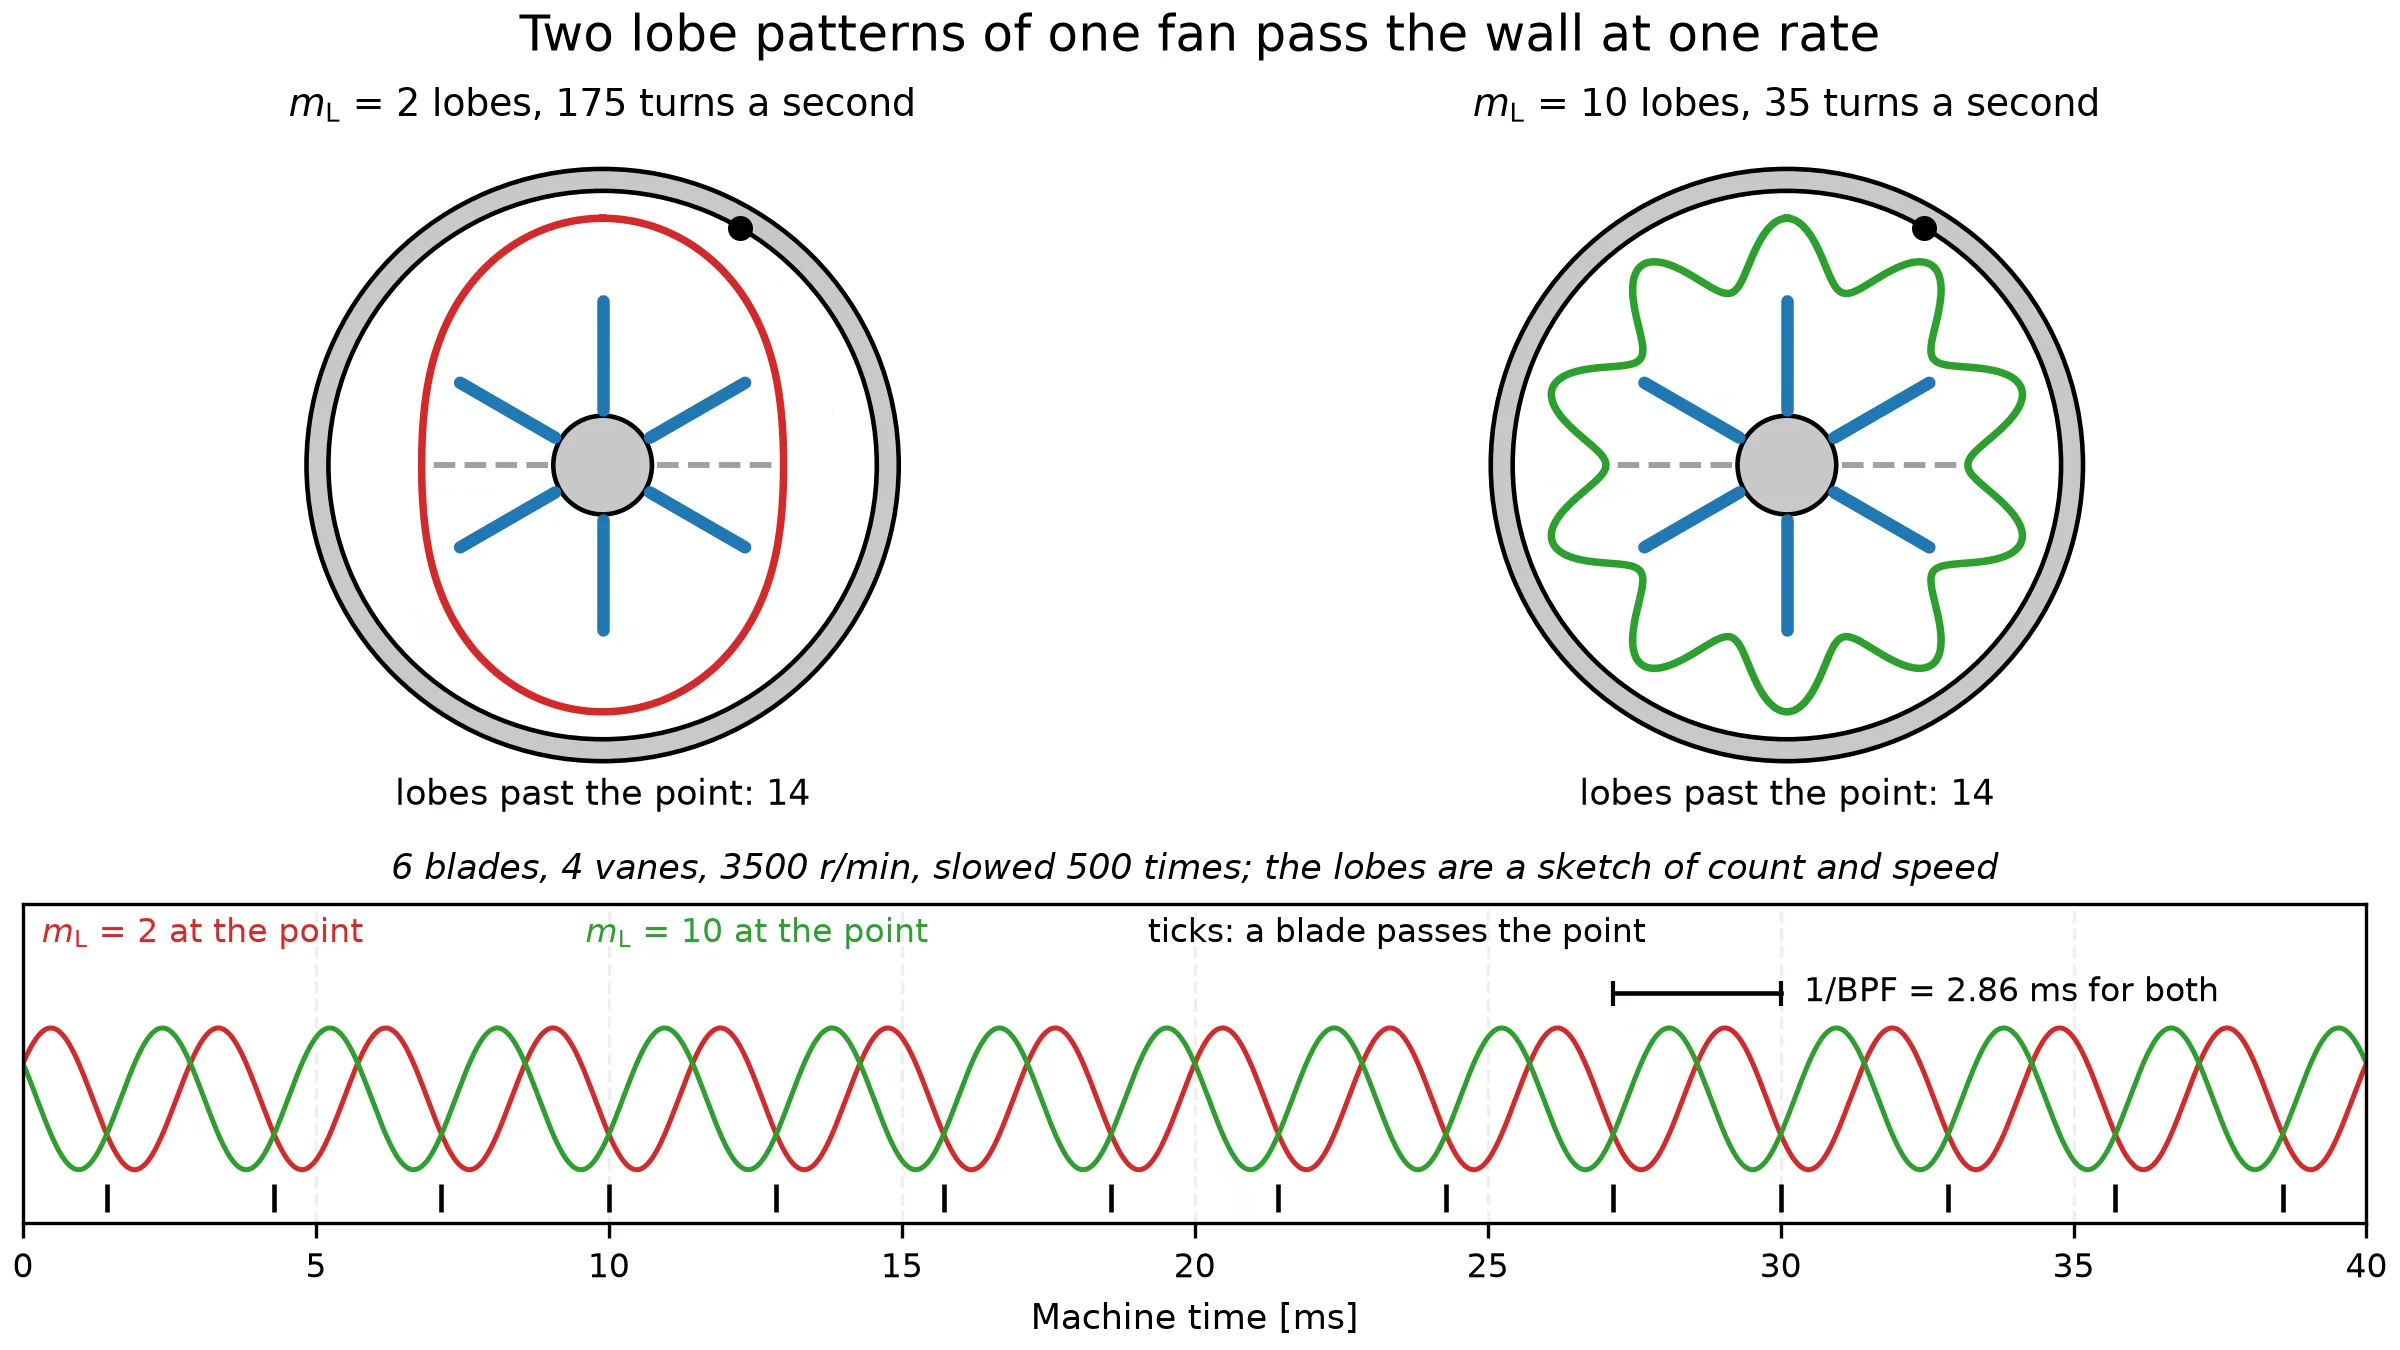 Two lobe patterns of one fan pass the wall at one rate
m_L = 2 lobes, 175 turns a second
m_L = 10 lobes, 35 turns a second
lobes past the point: 14
lobes past the point: 14
6 blades, 4 vanes, 3500 r/min, slowed 500 times; the lobes are a sketch of count and speed
m_L = 2 at the point
m_L = 10 at the point
ticks: a blade passes the point
1/BPF = 2.86 ms for both
0 5 10 15 20 25 30 35 40
Machine time [ms]